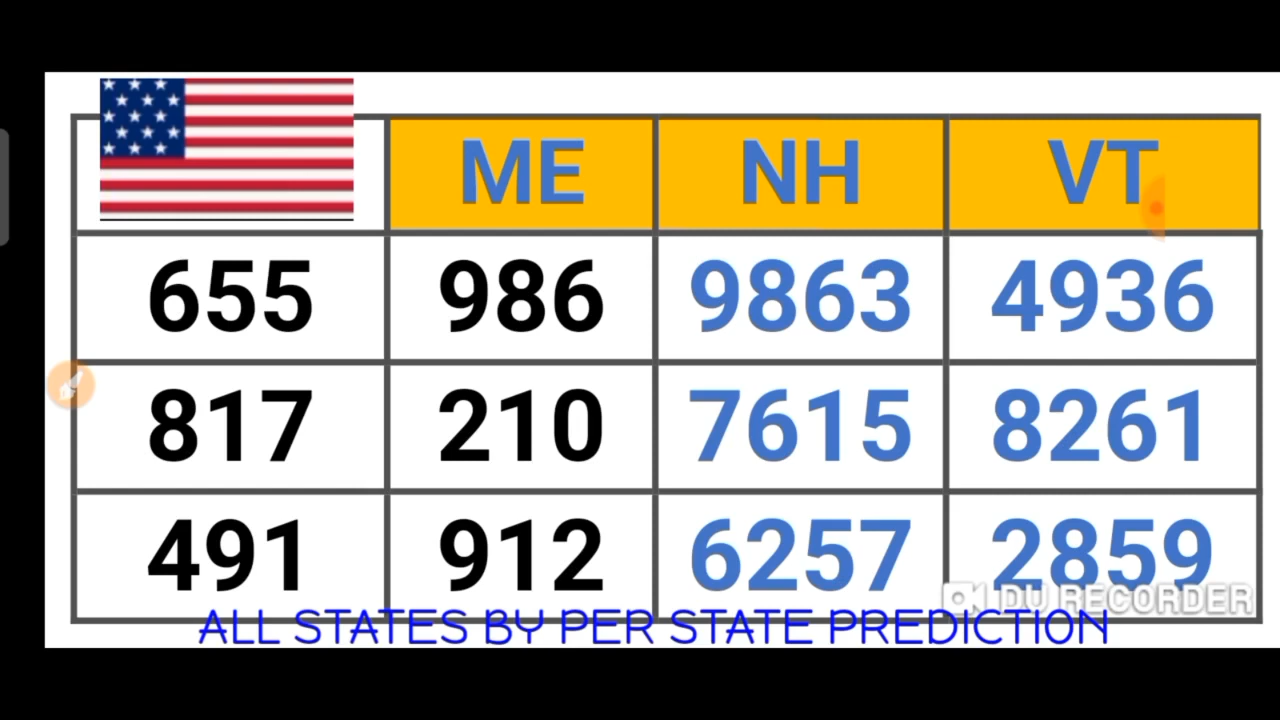 ME NH VT
655 986 9863 4936
817 210 7615 8261
491 912 6257 2859
DU RECORDER
ALL STATES BY PER STATE PREDICTION